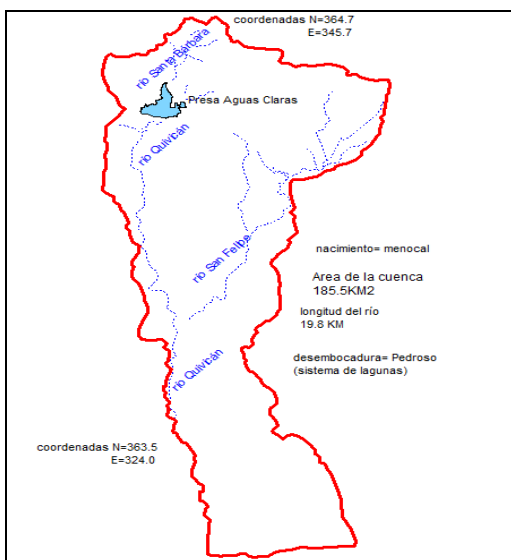 coordenadas N=364.7
E=345.7
río Santa Bárbara
Presa Aguas Claras
río Quivicán
río San Felipe
nacimiento= menocal
Area de la cuenca
185.5KM2
longitud del río
19.8 KM
desembocadura= Pedroso
(sistema de lagunas)
río Quivicán
coordenadas N=363.5
E=324.0